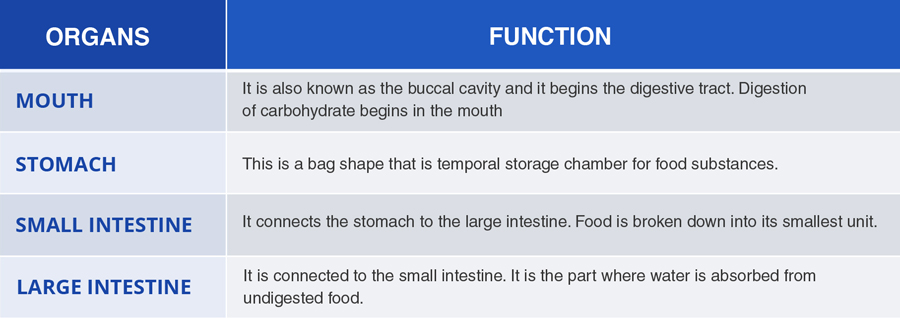 ORGANS
FUNCTION
MOUTH
It is also known as the buccal cavity and it begins the digestive tract. Digestion
of carbohydrate begins in the mouth
STOMACH
This is a bag shape that is temporal storage chamber for food substances.
SMALL INTESTINE
It connects the stomach to the large intestine. Food is broken down into its smallest unit.
LARGE INTESTINE
It is connected to the small intestine. It is the part where water is absorbed from
undigested food.